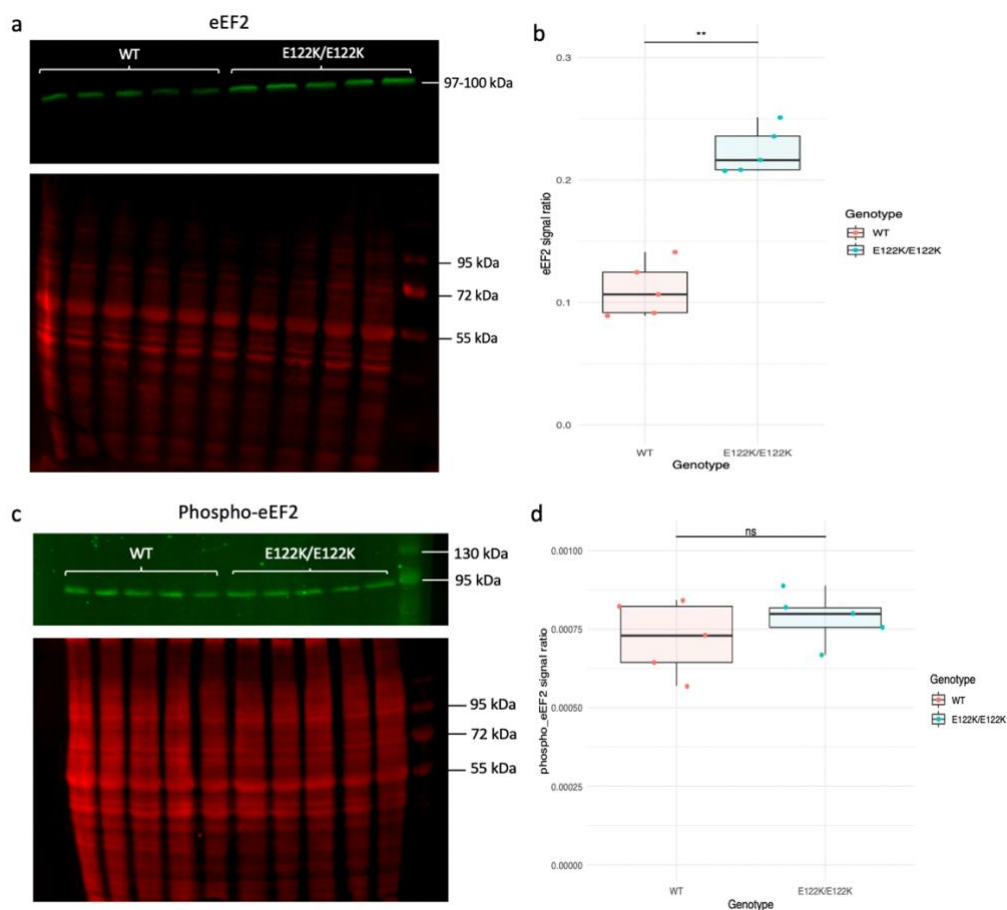 a
eEF2
WT
E122K/E122K
97-100 kDa
95 kDa
72 kDa
55 kDa
b
**
0.3
0.2
0.1
0.0
eEF2 signal ratio
WT
E122K/E122K
Genotype
Genotype
WT
E122K/E122K
c
Phospho-eEF2
WT
E122K/E122K
130 kDa
95 kDa
95 kDa
72 kDa
55 kDa
d
ns
0.00100
0.00075
0.00050
0.00025
0.00000
phospho_eEF2 signal ratio
WT
E122K/E122K
Genotype
Genotype
WT
E122K/E122K